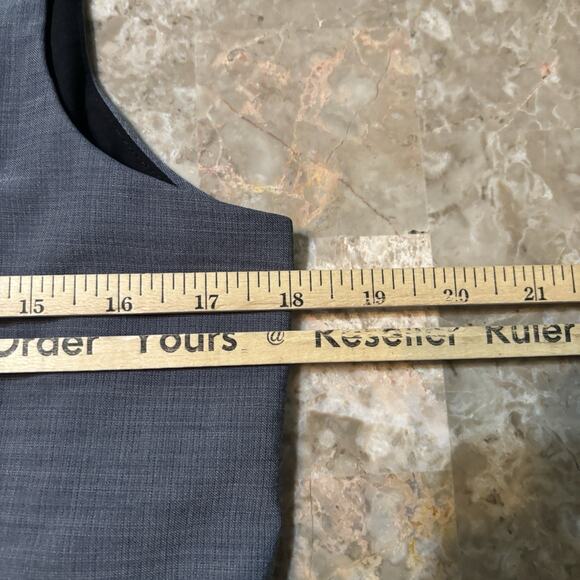 15 16 17 18 19 20 21
Order Yours @ Reseller Ruler